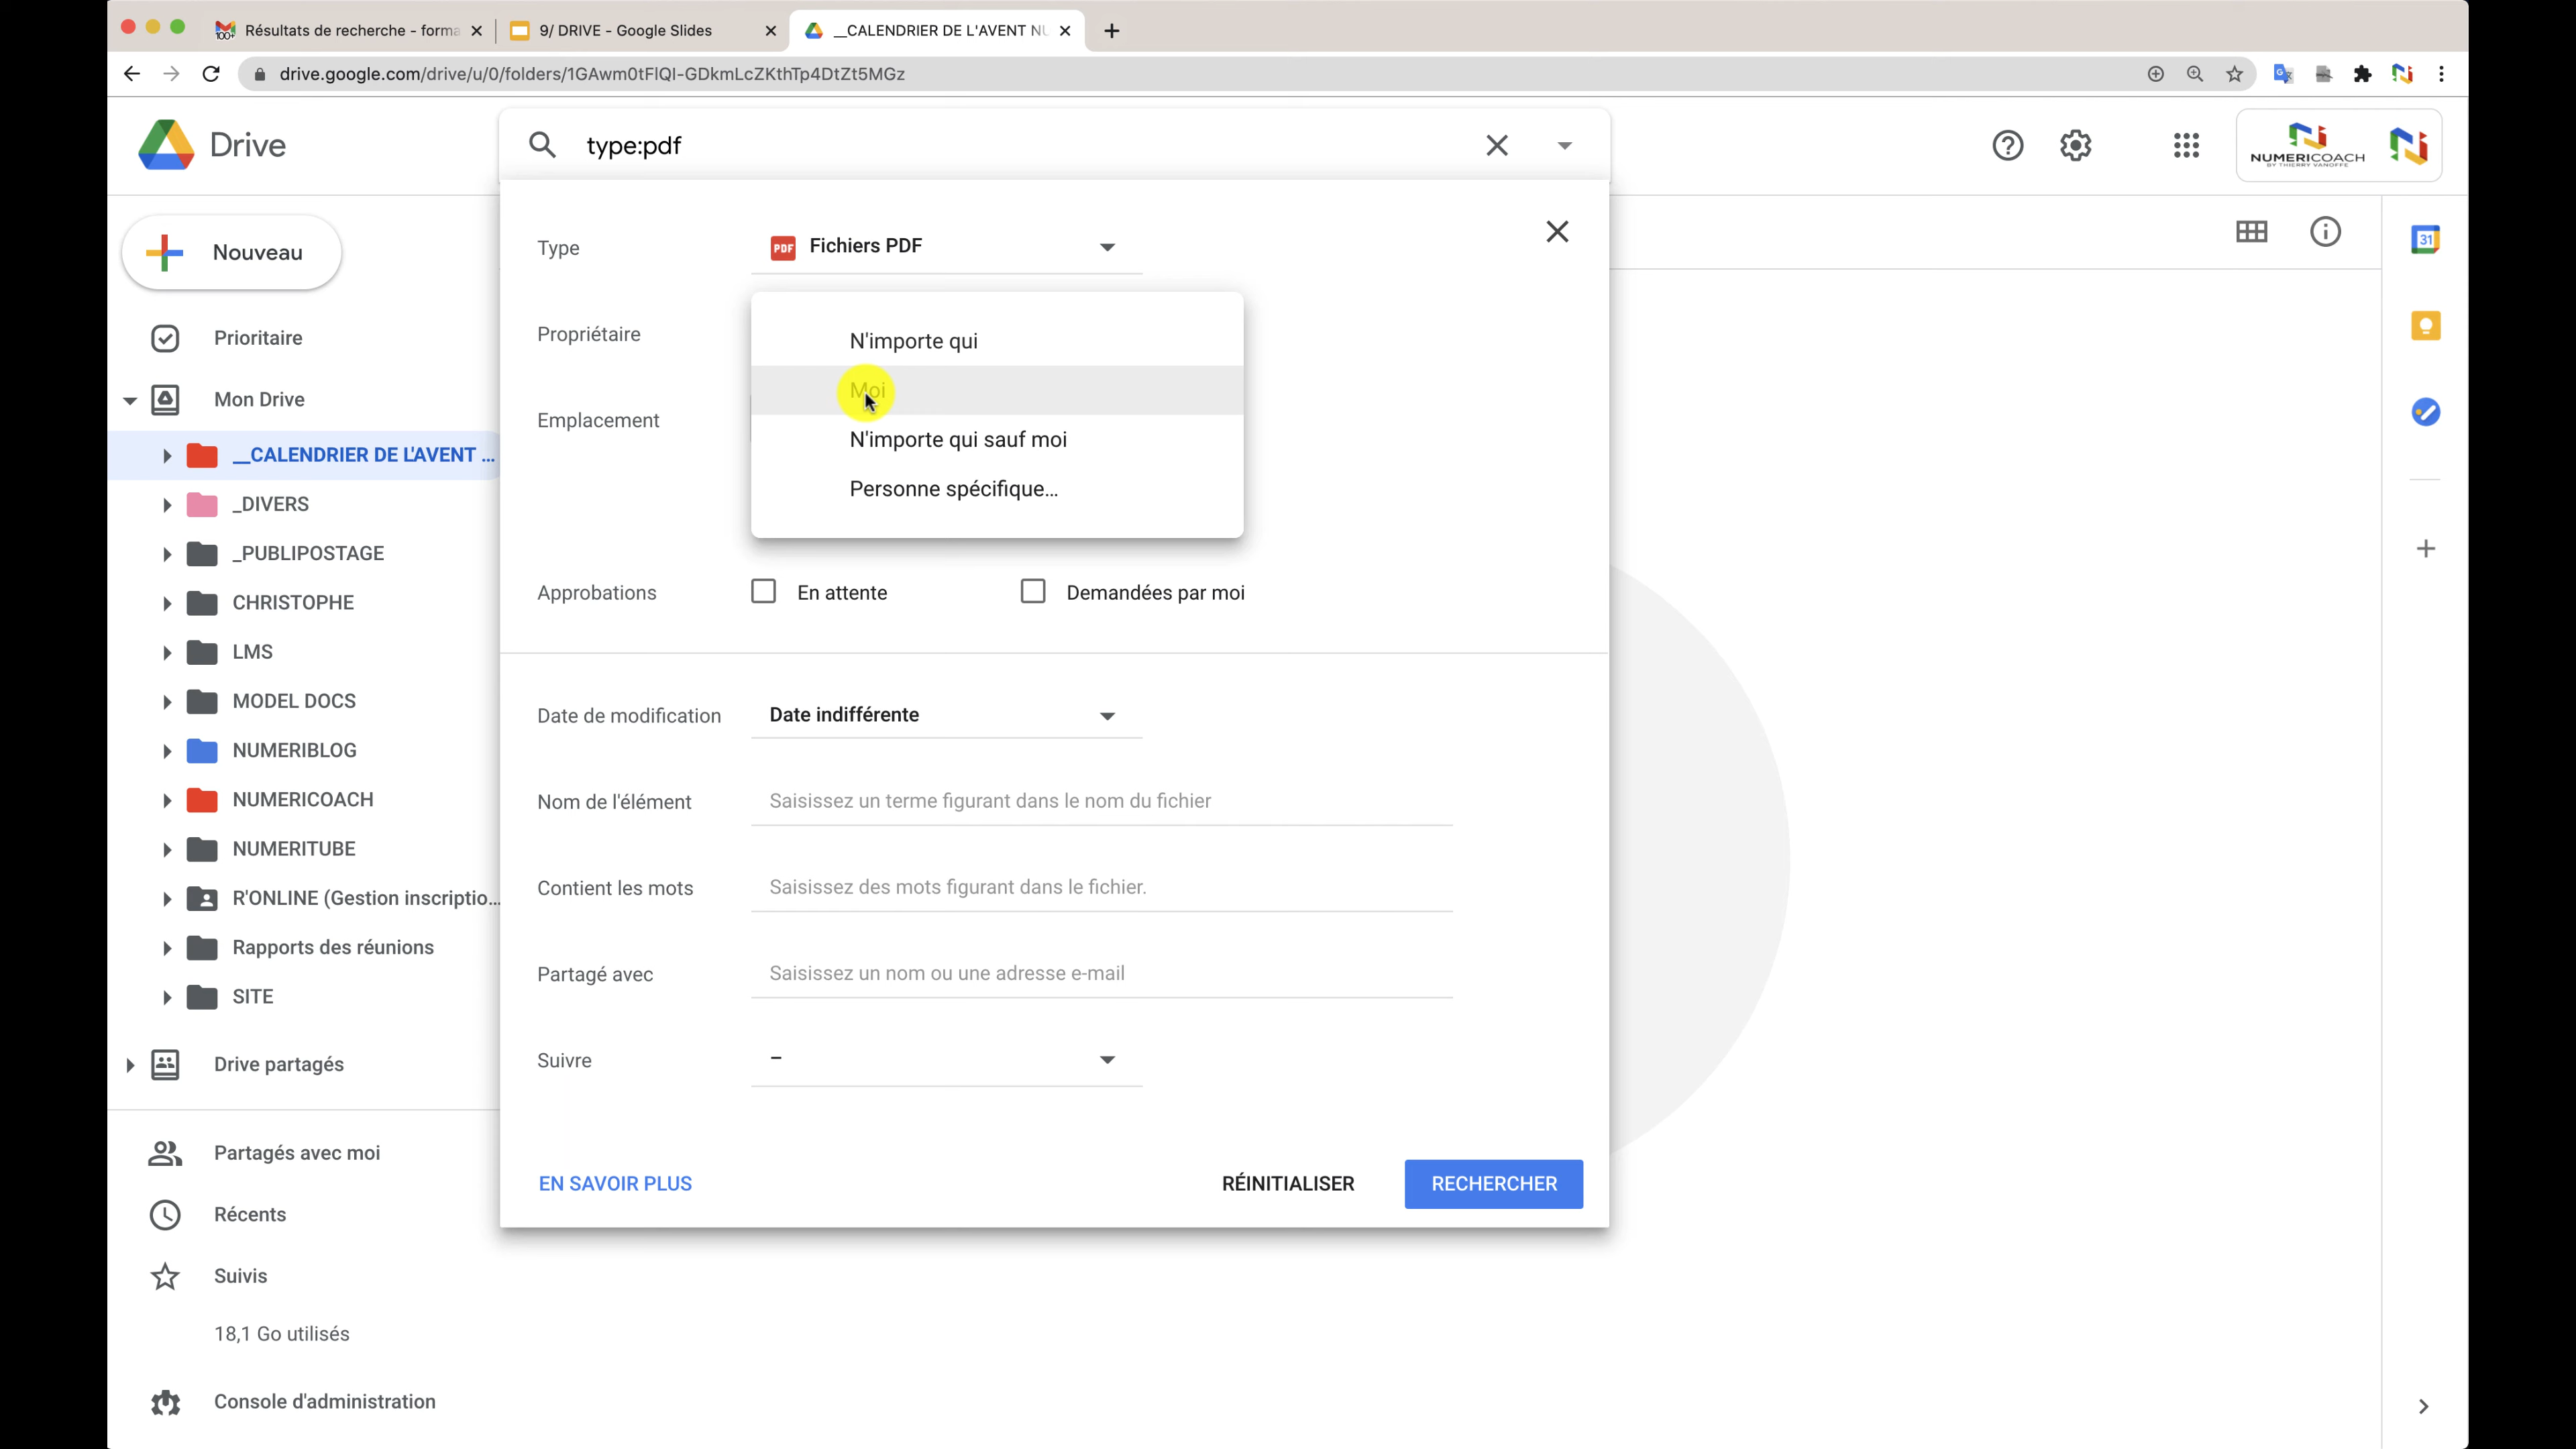 Résultats de recherche - forma
9/ DRIVE - Google Slides
__CALENDRIER DE L'AVENT NU
drive.google.com/drive/u/0/folders/1GAwm0tFlQI-GDkmLcZKthTp4DtZt5MGz
Drive
type:pdf
NUMERICOACH
BY THIERRY VANOFFE
Nouveau
Type
PDF
Fichiers PDF
31
Propriétaire
N'importe qui
Moi
N'importe qui sauf moi
Personne spécifique...
Emplacement
Prioritaire
Mon Drive
__CALENDRIER DE L'AVENT ...
_DIVERS
_PUBLIPOSTAGE
CHRISTOPHE
LMS
MODEL DOCS
NUMERIBLOG
NUMERICOACH
NUMERITUBE
R'ONLINE (Gestion inscriptio...
Rapports des réunions
SITE
Drive partagés
Partagés avec moi
Récents
Suivis
18,1 Go utilisés
Console d'administration
Approbations
En attente
Demandées par moi
Date de modification
Date indifférente
Nom de l'élément
Saisissez un terme figurant dans le nom du fichier
Contient les mots
Saisissez des mots figurant dans le fichier.
Partagé avec
Saisissez un nom ou une adresse e-mail
Suivre
–
EN SAVOIR PLUS
RÉINITIALISER
RECHERCHER